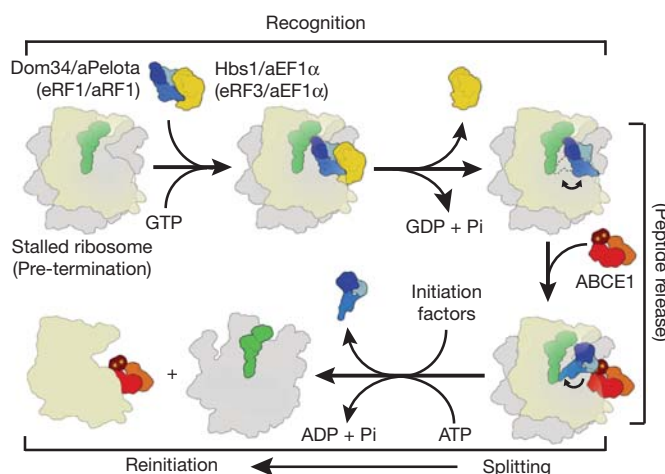 Recognition
Dom34/aPelota
(eRF1/aRF1)
Hbs1/aEF1α
(eRF3/aEF1α)
GTP
GDP + Pi
Stalled ribosome
(Pre-termination)
(Peptide release)
ABCE1
Initiation
factors
+
ADP + Pi
ATP
Reinitiation
Splitting